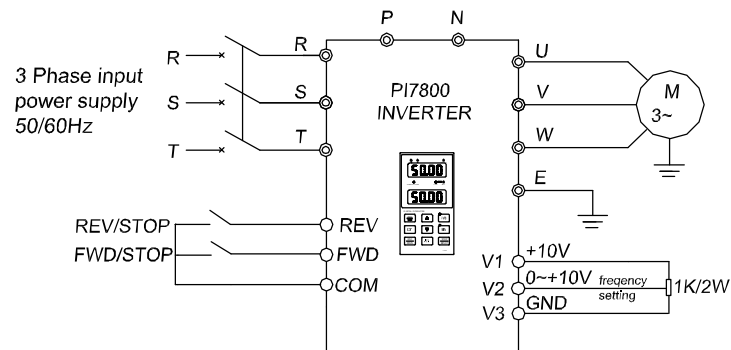 P N
R R U
3 Phase input
power supply
50/60Hz
PI7800
INVERTER
M
3~
S S V
T T W
50.00
50.00
E
REV/STOP REV
FWD/STOP FWD
COM
V1 +10V
V2 0~+10V freqency
setting
1K/2W
V3 GND